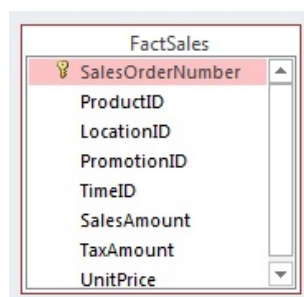 FactSales
SalesOrderNumber
ProductID
LocationID
PromotionID
TimeID
SalesAmount
TaxAmount
UnitPrice